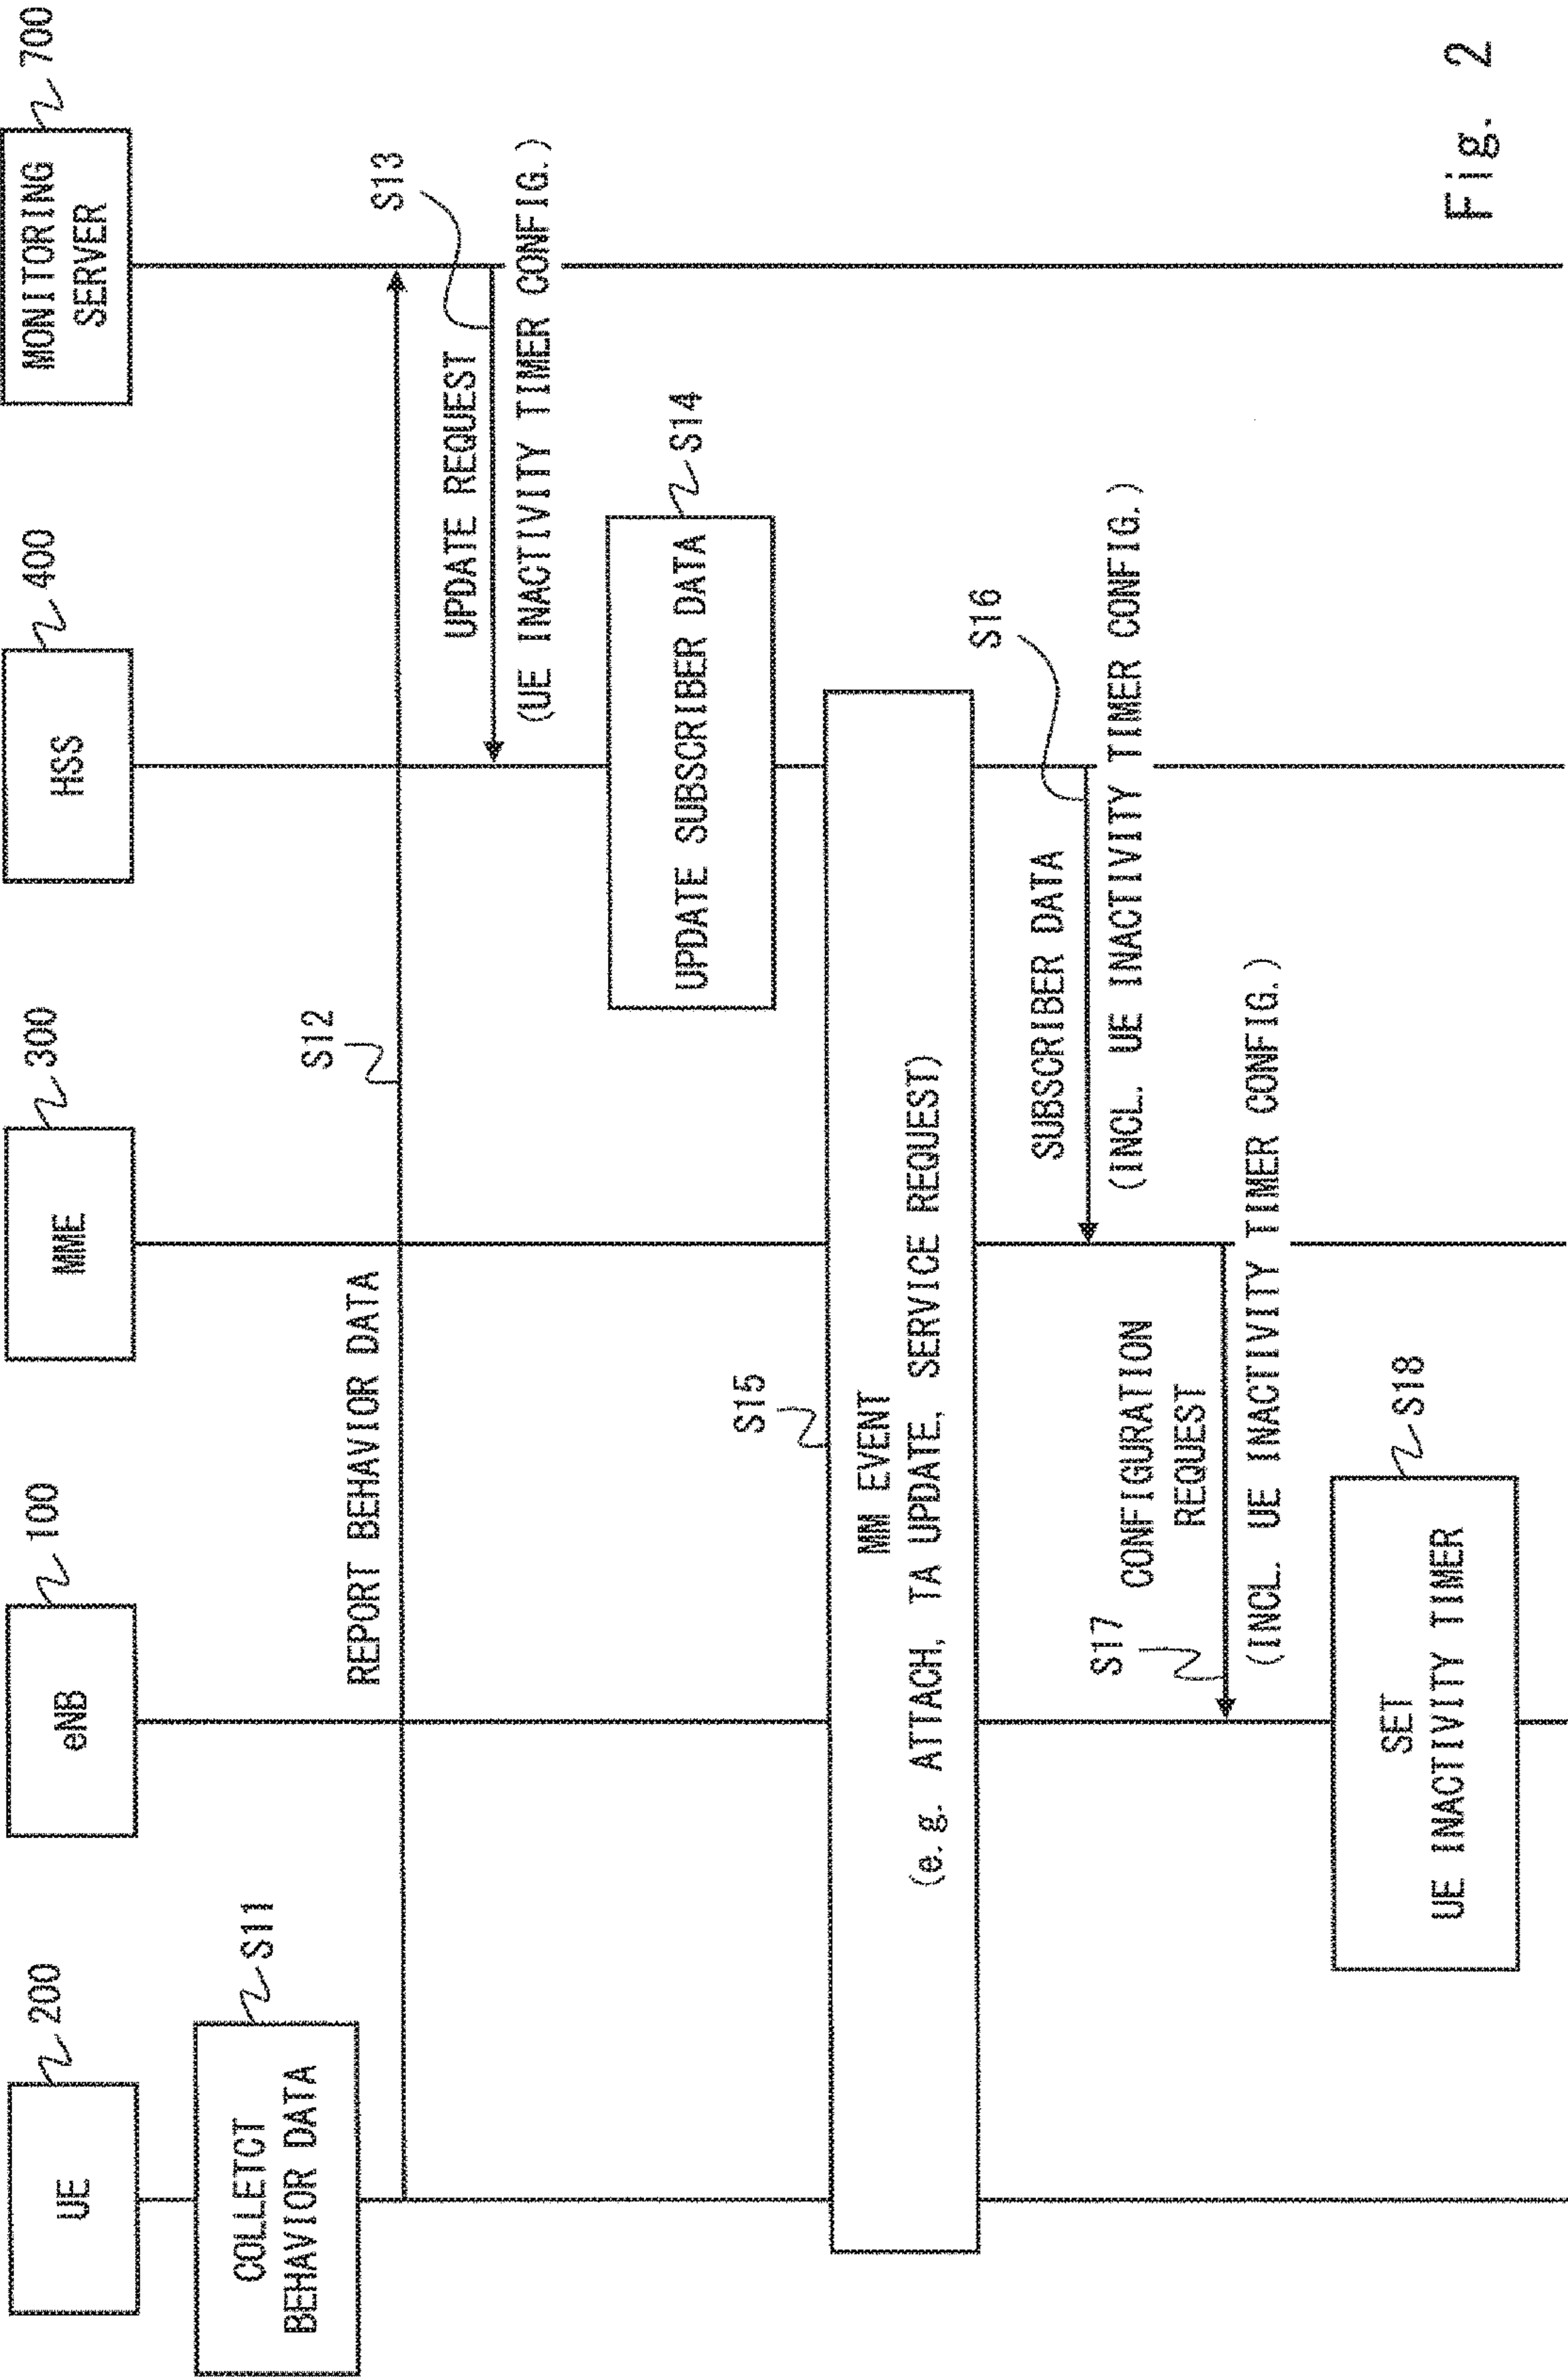 UE
200
eNB
100
MME
300
HSS
400
MONITORING
SERVER
700
COLLETCT
BEHAVIOR DATA
S11
REPORT BEHAVIOR DATA
S12
UPDATE REQUEST
S13
(UE INACTIVITY TIMER CONFIG.)
UPDATE SUBSCRIBER DATA
S14
S15
MM EVENT
(e.g. ATTACH, TA UPDATE, SERVICE REQUEST)
SUBSCRIBER DATA
S16
(INCL. UE INACTIVITY TIMER CONFIG.)
S17
CONFIGURATION
REQUEST
(INCL. UE INACTIVITY TIMER CONFIG.)
SET
UE INACTIVITY TIMER
S18
Fig. 2